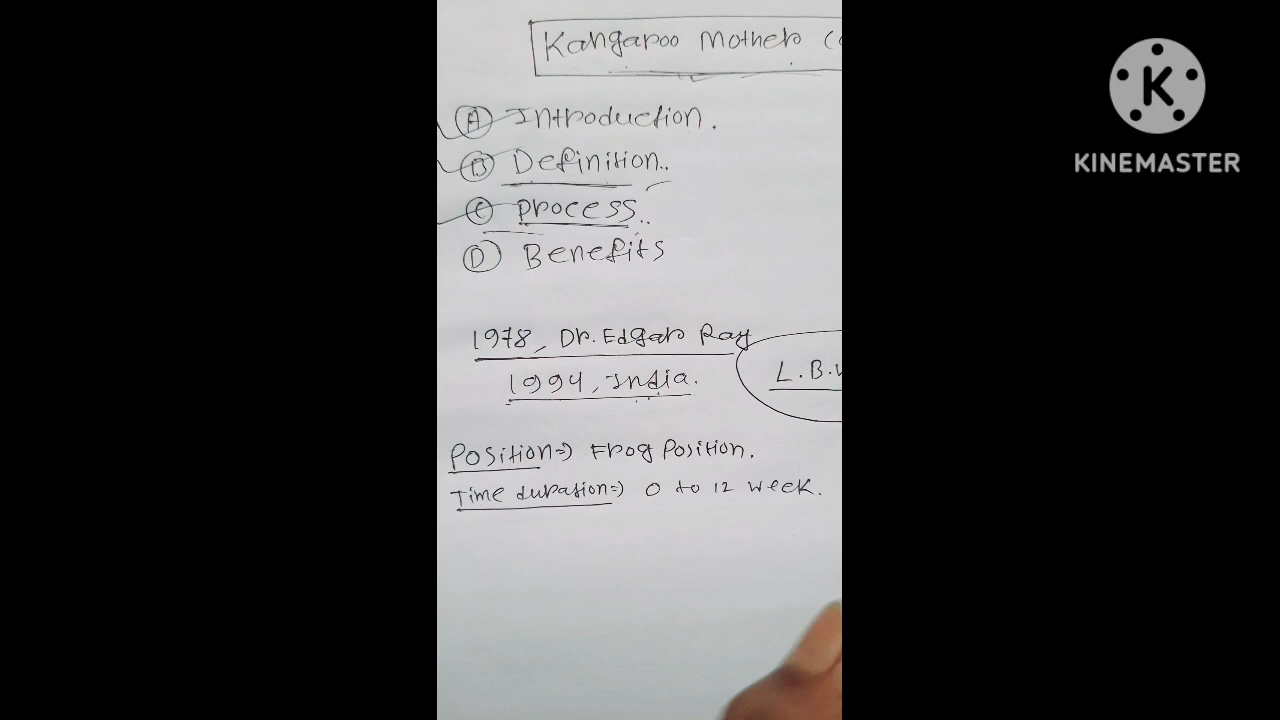 Kangaroo Mother (
(A) Introduction.
(B) Definition..
(C) Process..
(D) Benefits
1978, Dr. Edgar Ray
1994, India.
L.B.W
Position => Frog Position.
Time duration => 0 to 12 week.
K
KINEMASTER